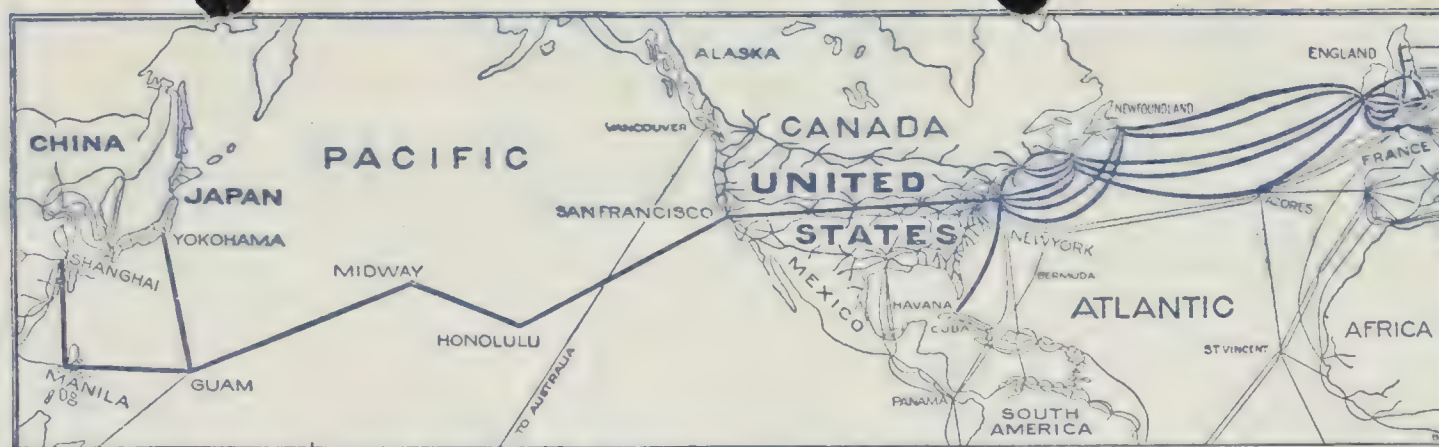 ALASKA
ENGLAND
CHINA
PACIFIC
VANCOUVER
CANADA
NEWFOUNDLAND
FRANCE
JAPAN
UNITED
STATES
SAN FRANCISCO
AZORES
YOKOHAMA
NEW YORK
SHANGHAI
MIDWAY
MEXICO
BERMUDA
HAVANA
CUBA
ATLANTIC
AFRICA
HONOLULU
ST VINCENT
MANILA
GUAM
TO AUSTRALIA
PANAMA
SOUTH
AMERICA